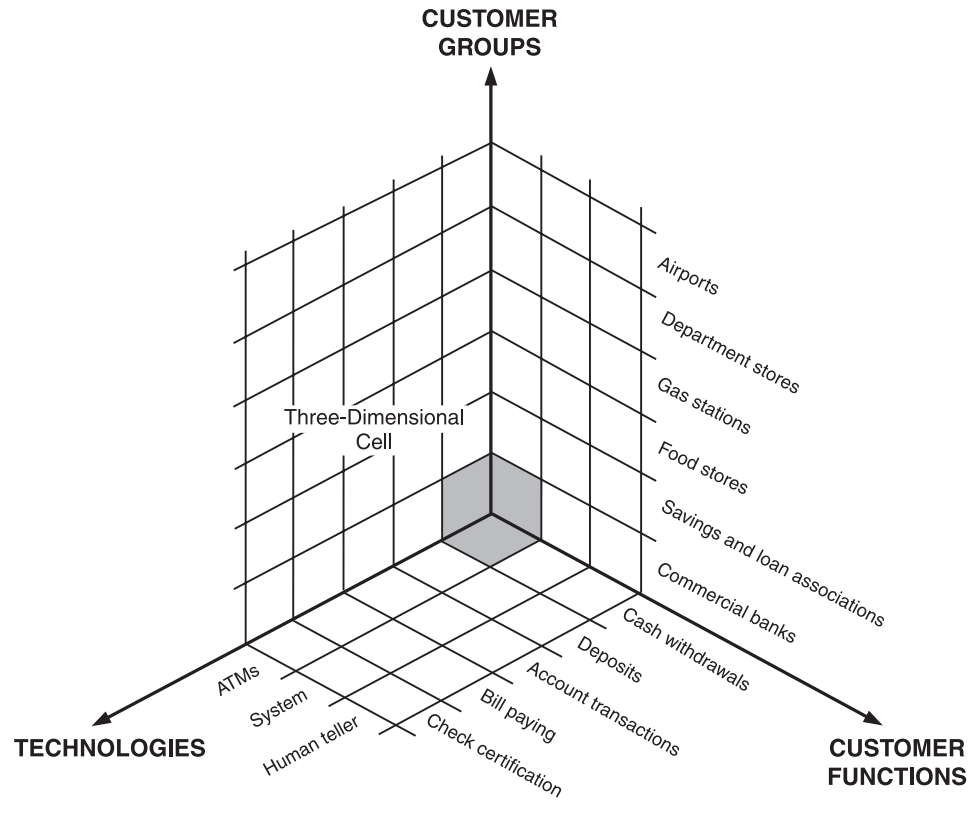 CUSTOMER
GROUPS
Airports
Department stores
Gas stations
Three-Dimensional
Cell
Food stores
Savings and loan associations
Commercial banks
Cash withdrawals
Deposits
Account transactions
Bill paying
Check certification
ATMs
System
Human teller
TECHNOLOGIES
CUSTOMER
FUNCTIONS